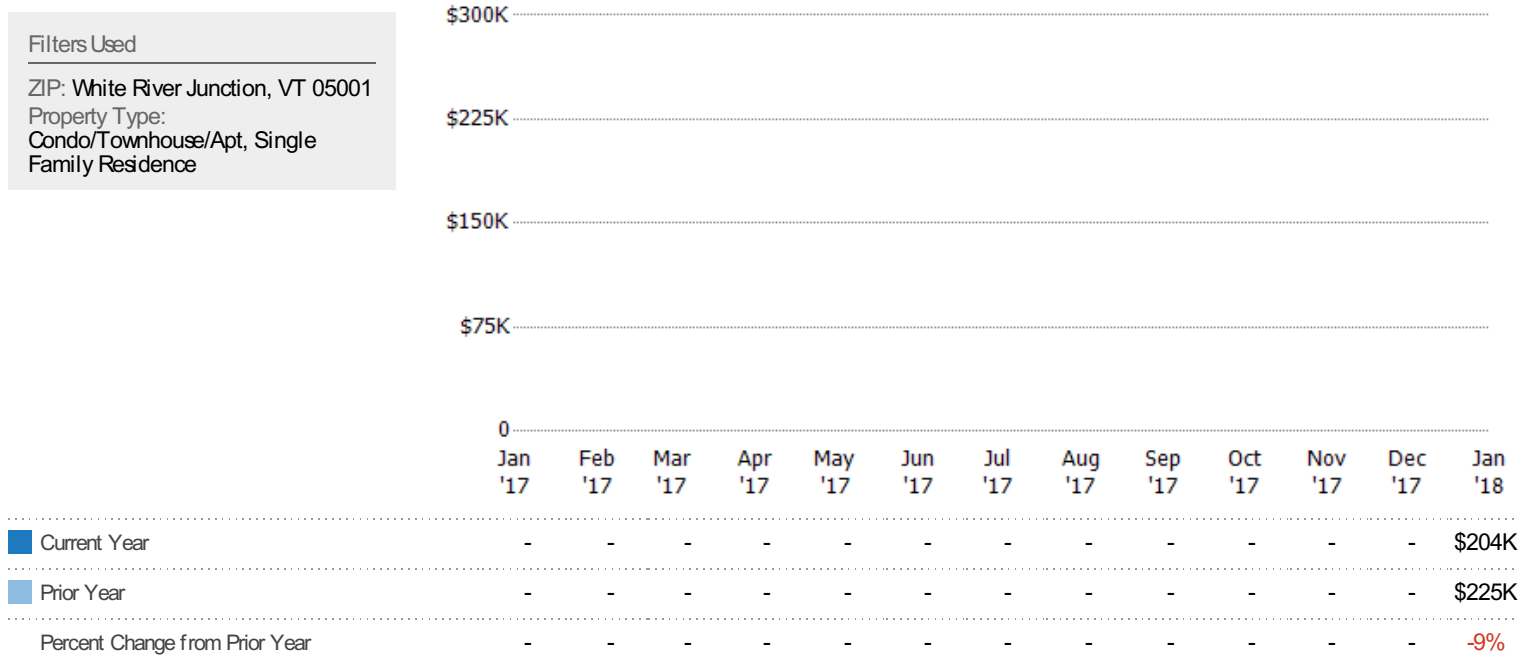 Filters Used
ZIP: White River Junction, VT 05001
Property Type:
Condo/Townhouse/Apt, Single
Family Residence
$300K
$225K
$150K
$75K
0
Jan Feb Mar Apr May Jun Jul Aug Sep Oct Nov Dec Jan
'17 '17 '17 '17 '17 '17 '17 '17 '17 '17 '17 '17 '18
Current Year - - - - - - - - - - - - $204K
Prior Year - - - - - - - - - - - - $225K
Percent Change from Prior Year - - - - - - - - - - - - -9%